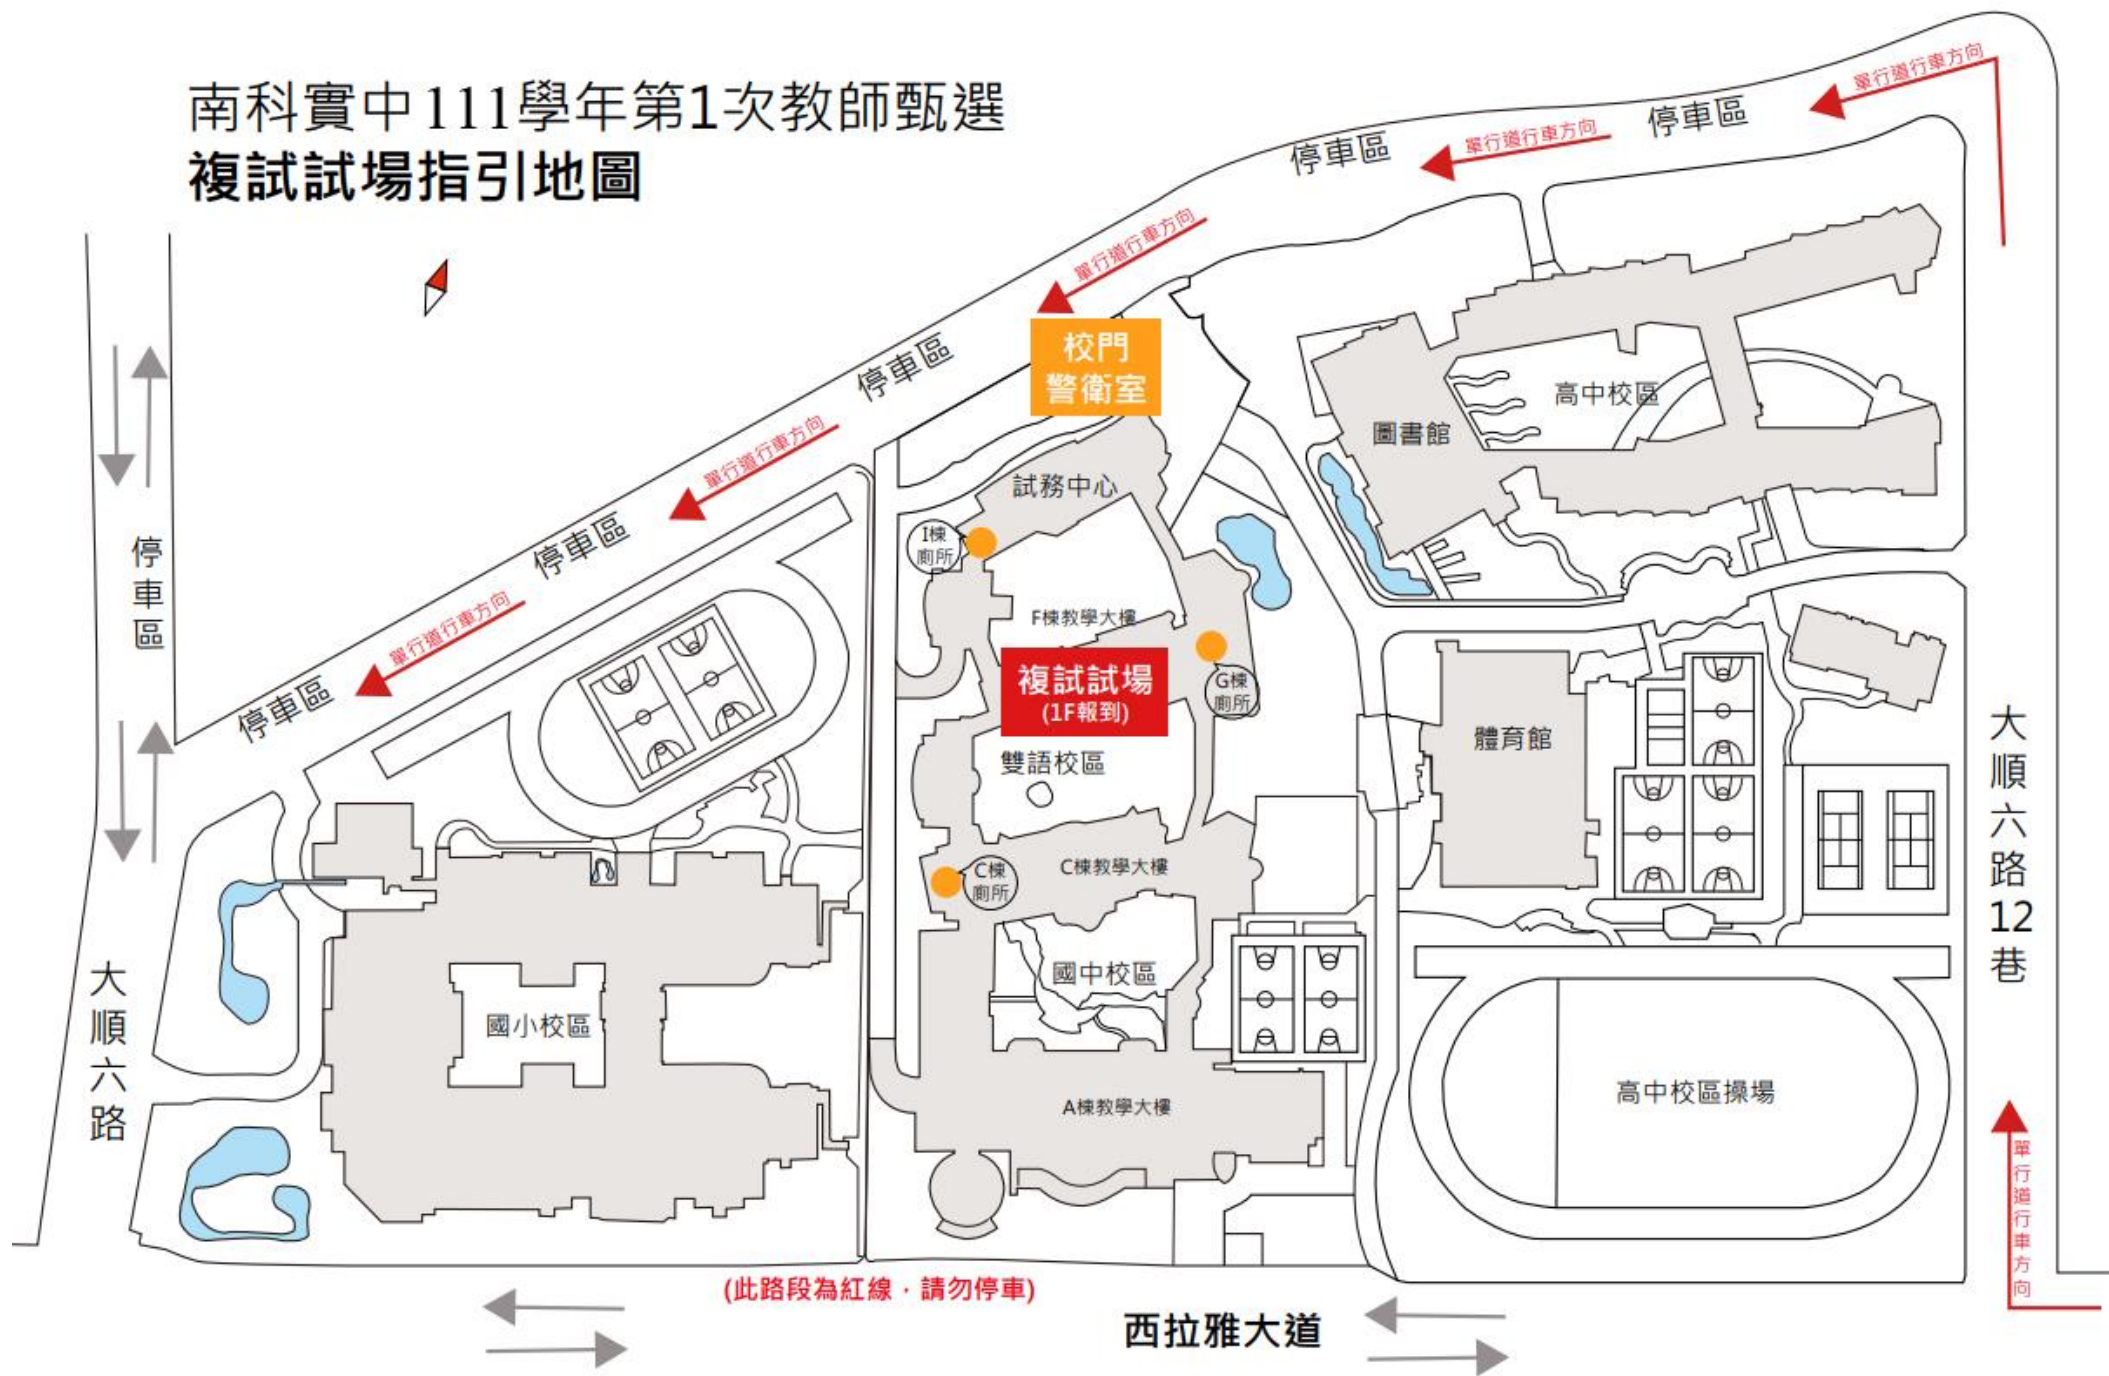 南科實中111學年第1次教師甄選
複試試場指引地圖
單行道行車方向
停車區
單行道行車方向
停車區
單行道行車方向
校門
警衛室
停車區
單行道行車方向
停車區
單行道行車方向
停車區
停車區
大順六路
高中校區
圖書館
試務中心
I棟
廁所
F棟教學大樓
複試試場
(1F報到)
G棟
廁所
雙語校區
體育館
C棟教學大樓
C棟
廁所
國中校區
國小校區
A棟教學大樓
高中校區操場
大順六路12巷
單行道行車方向
(此路段為紅線，請勿停車)
西拉雅大道